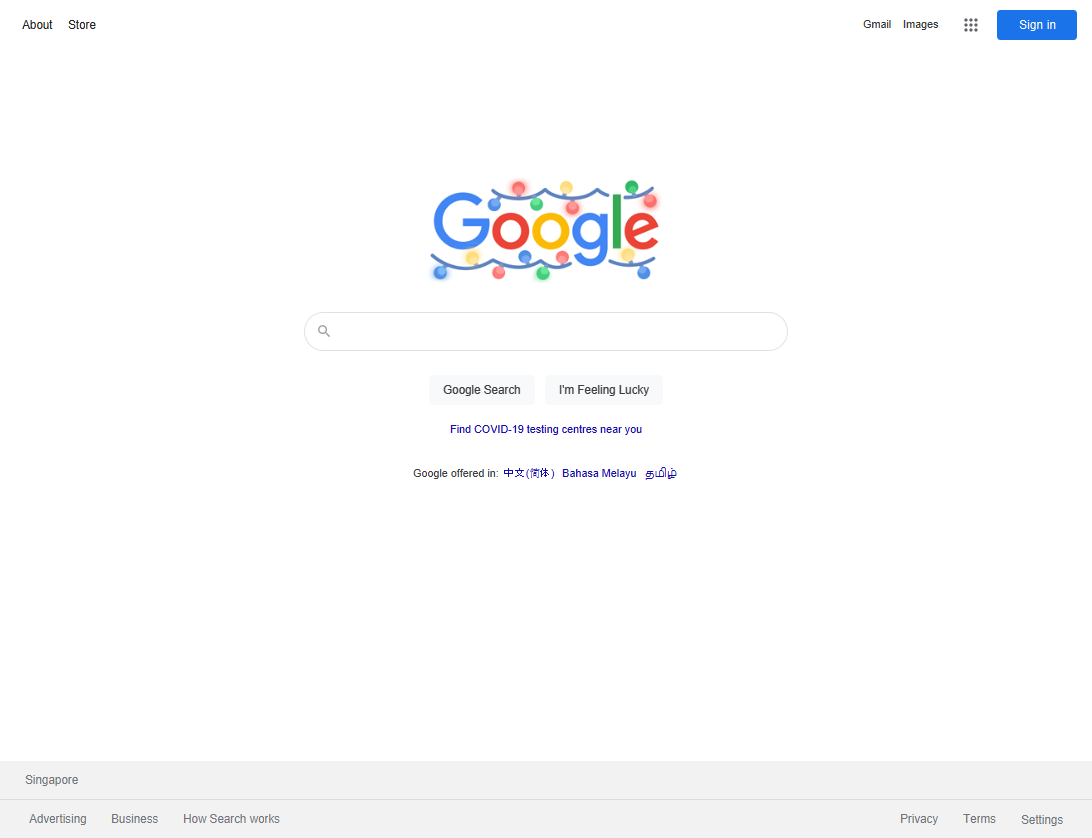 About Store Gmail Images Sign in
Google
Google Search I'm Feeling Lucky
Find COVID-19 testing centres near you
Google offered in: 中文(简体) Bahasa Melayu தமிழ்
Singapore
Advertising Business How Search works Privacy Terms Settings